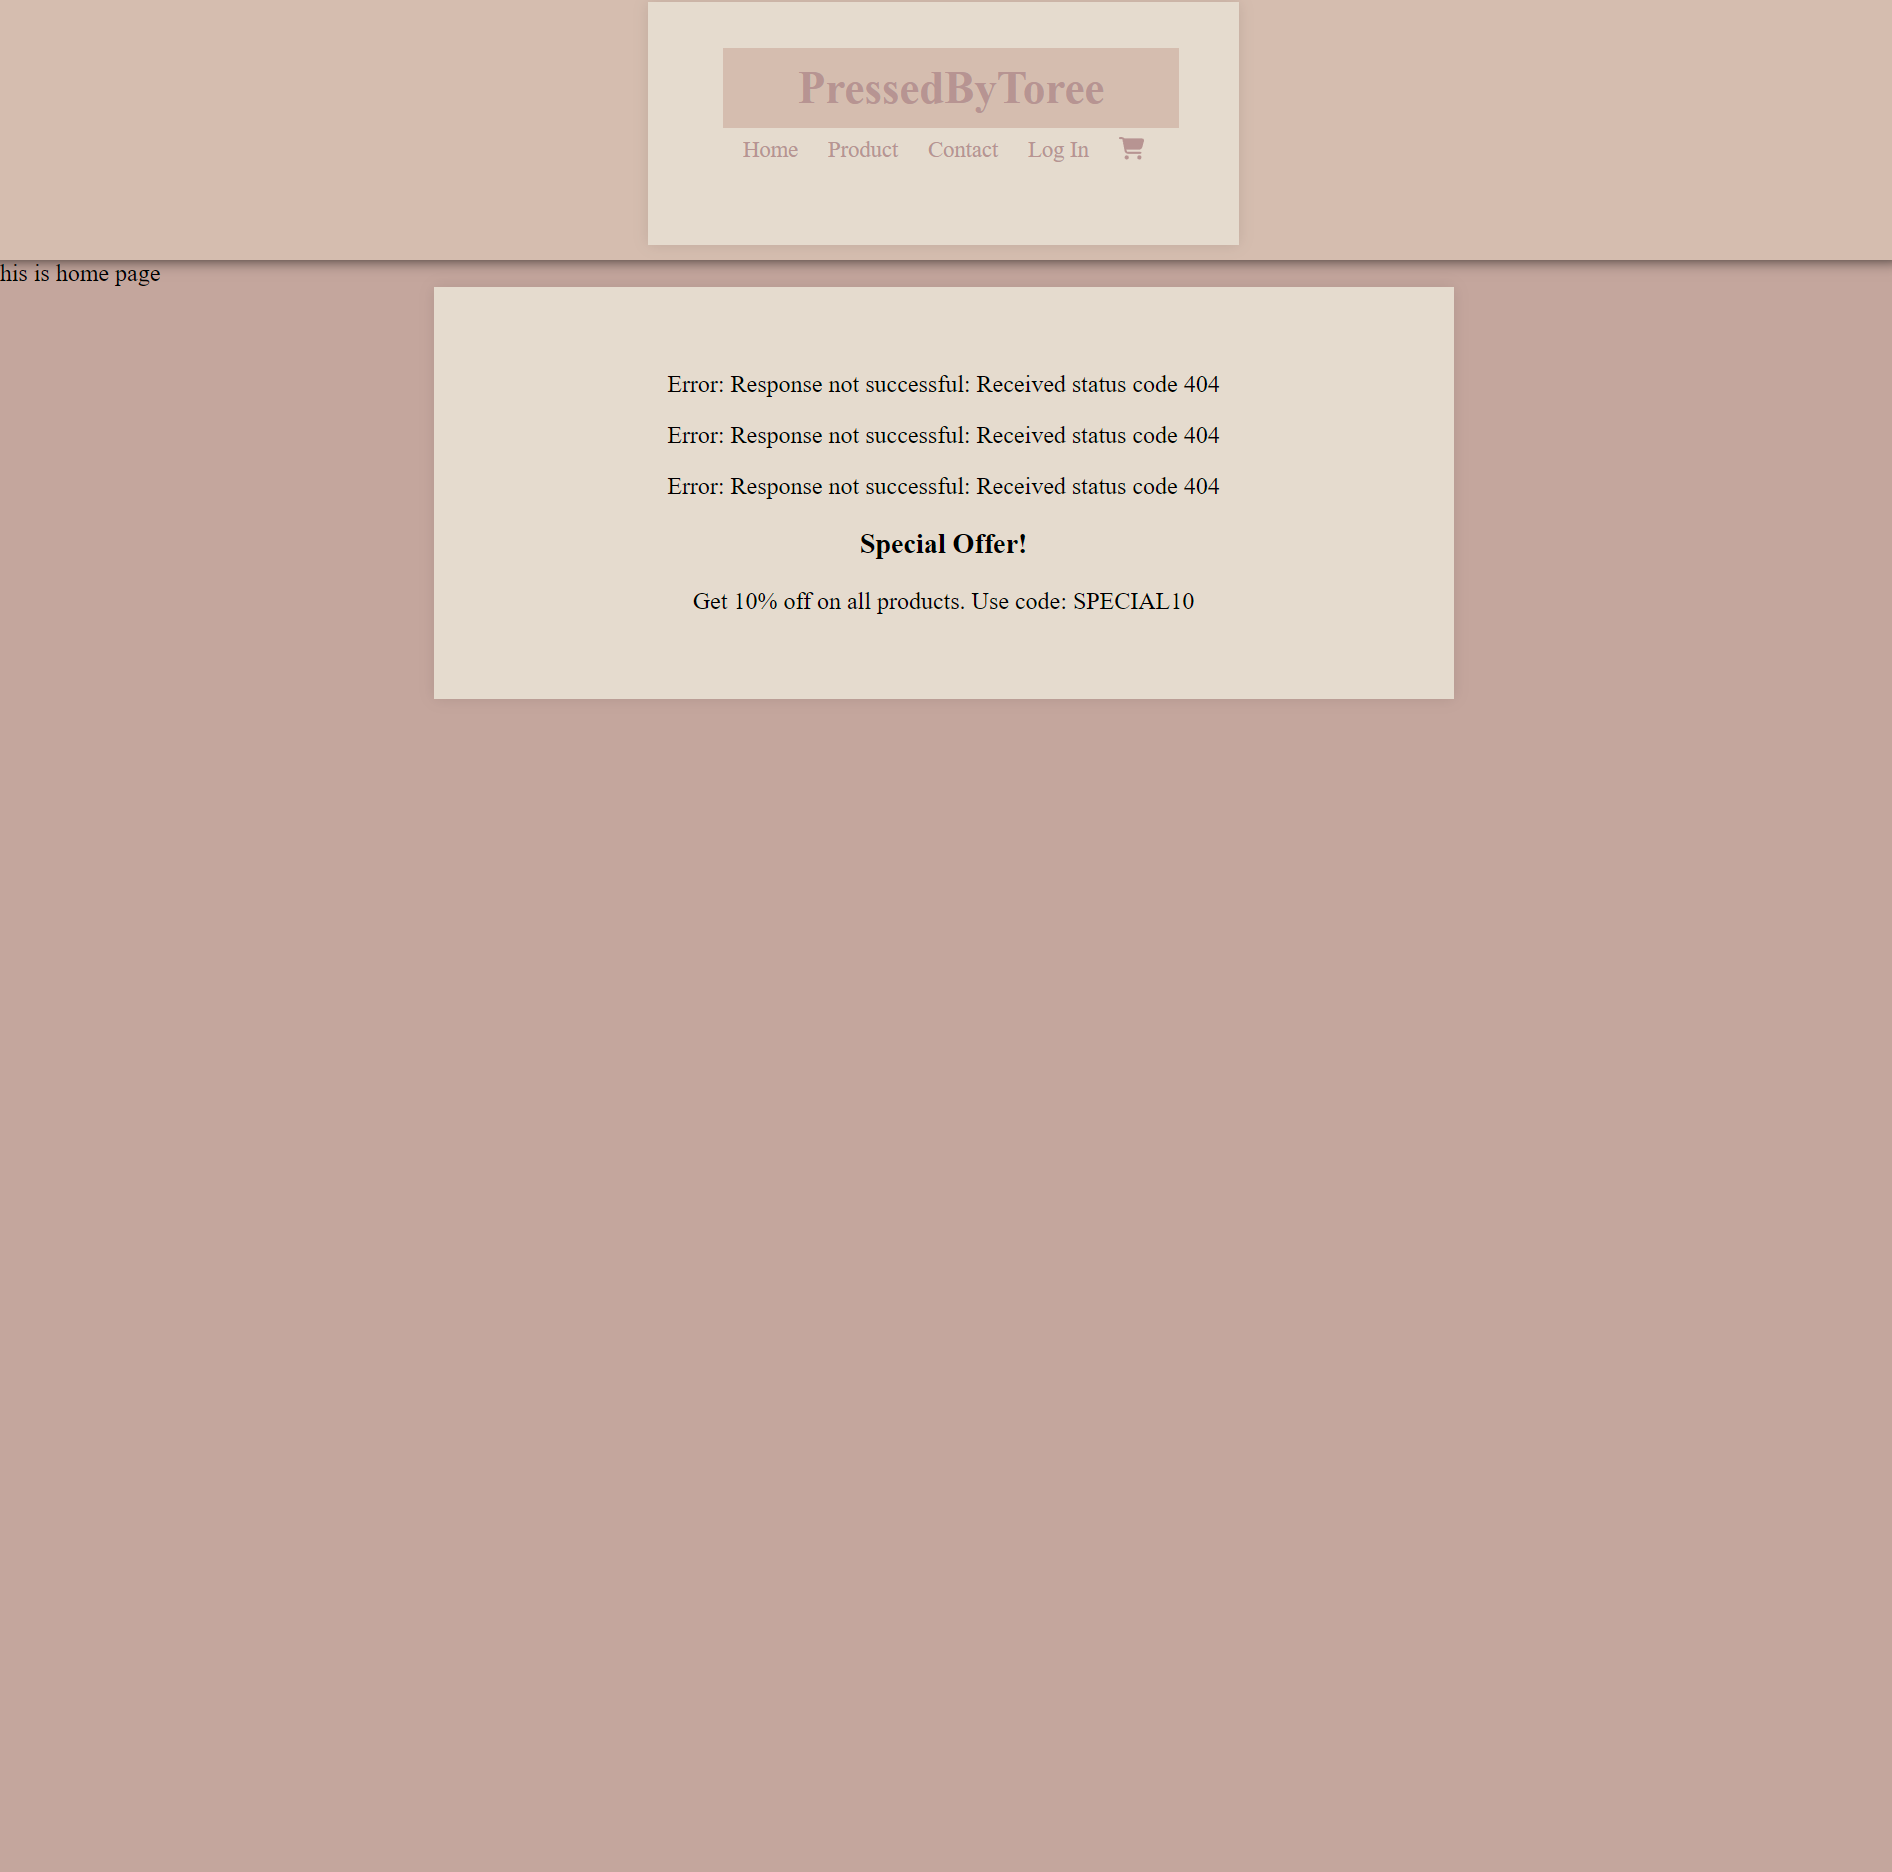 PressedByToree
Home Product Contact Log In
his is home page
Error: Response not successful: Received status code 404
Error: Response not successful: Received status code 404
Error: Response not successful: Received status code 404
Special Offer!
Get 10% off on all products. Use code: SPECIAL10